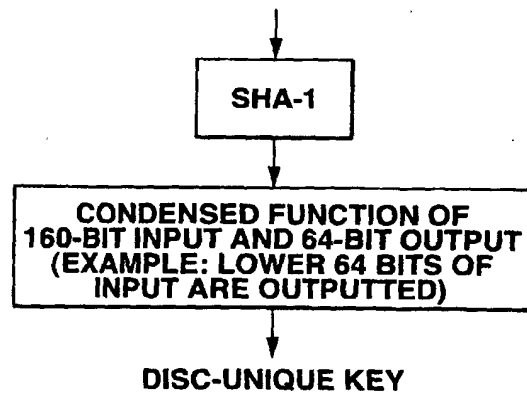 SHA-1
CONDENSED FUNCTION OF
160-BIT INPUT AND 64-BIT OUTPUT
(EXAMPLE: LOWER 64 BITS OF
INPUT ARE OUTPUTTED)
DISC-UNIQUE KEY